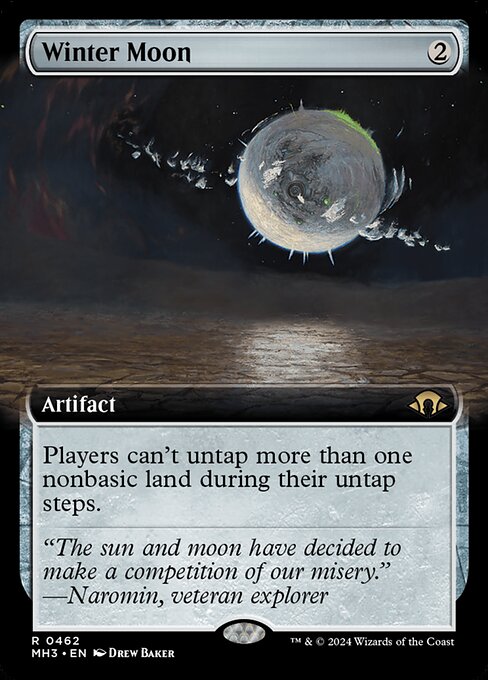 Winter Moon 2
Artifact
Players can’t untap more than one
nonbasic land during their untap
steps.
“The sun and moon have decided to
make a competition of our misery.”
—Naromin, veteran explorer
R 0462
MH3 • EN Drew Baker
™ & © 2024 Wizards of the Coast